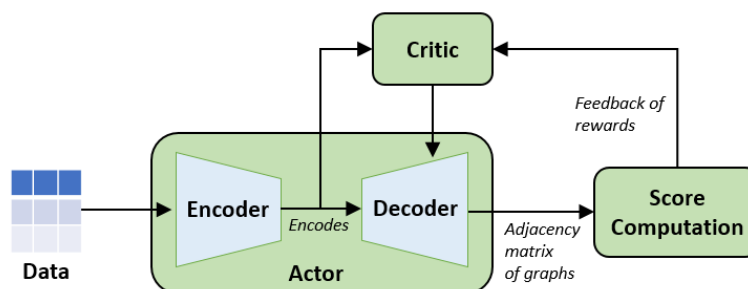 Critic
Feedback of
rewards
Encoder
Encodes
Decoder
Adjacency
matrix
of graphs
Score
Computation
Data
Actor